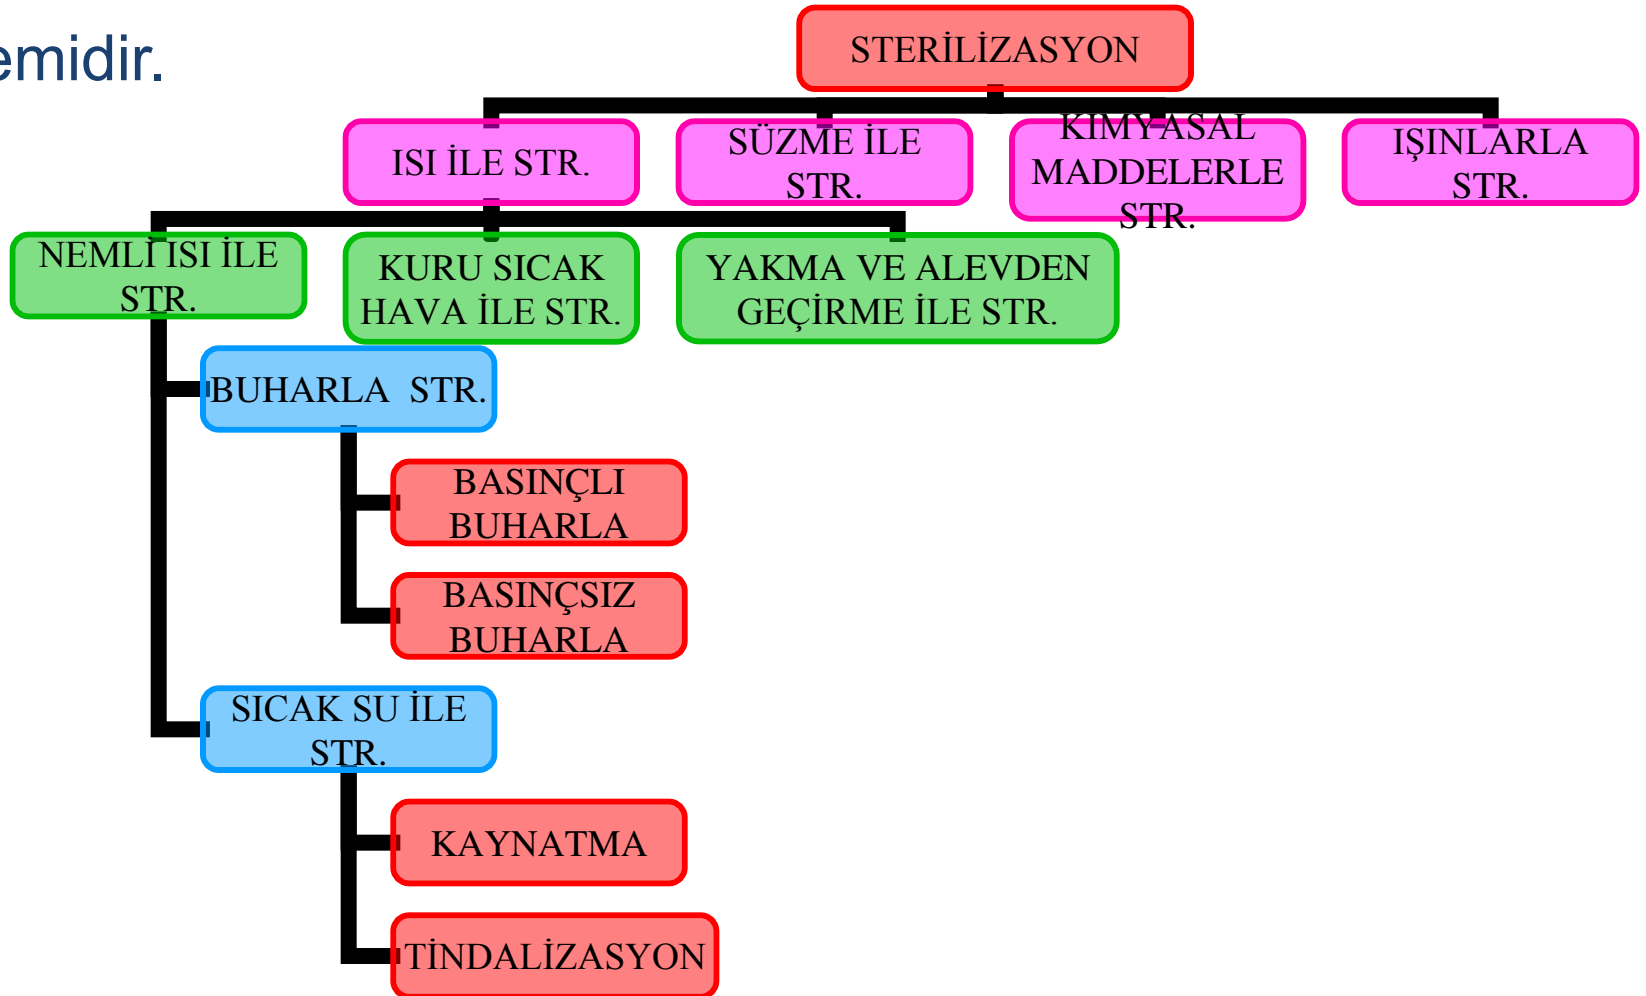 emidir.
STERİLİZASYON
ISI İLE STR.
SÜZME İLE
STR.
KİMYASAL
MADDELERLE
STR.
IŞINLARLA
STR.
NEMLİ ISI İLE
STR.
KURU SICAK
HAVA İLE STR.
YAKMA VE ALEVDEN
GEÇİRME İLE STR.
BUHARLA STR.
BASINÇLI
BUHARLA
BASINÇSIZ
BUHARLA
SICAK SU İLE
STR.
KAYNATMA
TİNDALİZASYON